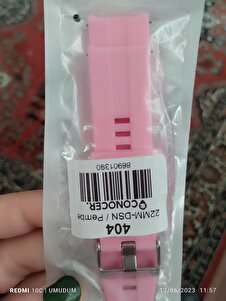 404
22MM-DSN / Pembe
CONOCER.
86901390
REDMI 10C | UMUDUM
12/06/2023 11:57